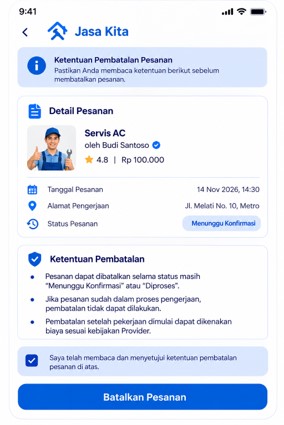 9:41
Jasa Kita
Ketentuan Pembatalan Pesanan
Pastikan Anda membaca ketentuan berikut sebelum
membatalkan pesanan.
Detail Pesanan
Servis AC
oleh Budi Santoso
4.8 | Rp 100.000
Tanggal Pesanan 14 Nov 2026, 14:30
Alamat Pengerjaan Jl. Melati No. 10, Metro
Status Pesanan Menunggu Konfirmasi
Ketentuan Pembatalan
• Pesanan dapat dibatalkan selama status masih
“Menunggu Konfirmasi” atau “Diproses”.
• Jika pesanan sudah dalam proses pengerjaan,
pembatalan tidak dapat dilakukan.
• Pembatalan setelah pekerjaan dimulai dapat dikenakan
biaya sesuai kebijakan Provider.
Saya telah membaca dan menyetujui ketentuan pembatalan
pesanan di atas.
Batalkan Pesanan